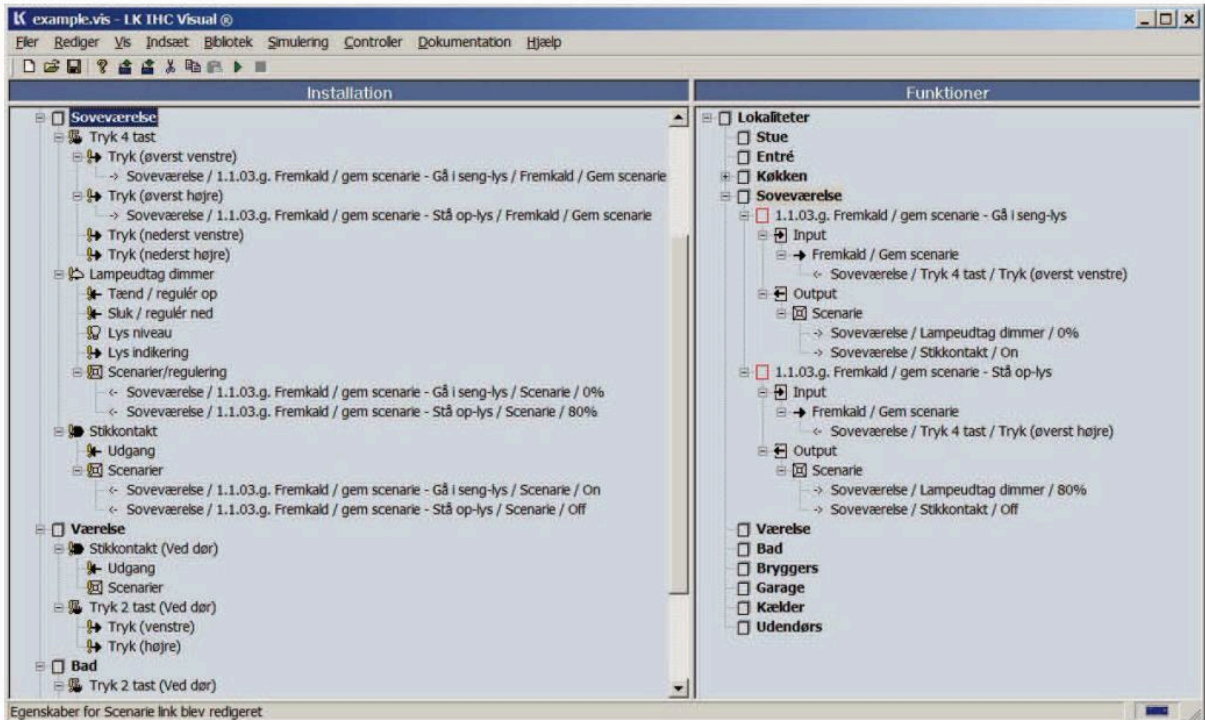 LK example.vis - LK IHC Visual ®
Filer Rediger Vis Indsæt Bibliotek Simulering Controller Dokumentation Hjælp
Installation
Soveværelse
Tryk 4 tast
Tryk (øverst venstre)
-> Soveværelse / 1.1.03.g. Fremkald / gem scenarie - Gå i seng-lys / Fremkald / Gem scenarie
Tryk (øverst højre)
-> Soveværelse / 1.1.03.g. Fremkald / gem scenarie - Stå op-lys / Fremkald / Gem scenarie
Tryk (nederst venstre)
Tryk (nederst højre)
Lampeudtag dimmer
Tænd / regulér op
Sluk / regulér ned
Lys niveau
Lys indikering
Scenarier/regulering
<- Soveværelse / 1.1.03.g. Fremkald / gem scenarie - Gå i seng-lys / Scenarie / 0%
<- Soveværelse / 1.1.03.g. Fremkald / gem scenarie - Stå op-lys / Scenarie / 80%
Stikkontakt
Udgang
Scenarier
<- Soveværelse / 1.1.03.g. Fremkald / gem scenarie - Gå i seng-lys / Scenarie / On
<- Soveværelse / 1.1.03.g. Fremkald / gem scenarie - Stå op-lys / Scenarie / Off
Værelse
Stikkontakt (Ved dør)
Udgang
Scenarier
Tryk 2 tast (Ved dør)
Tryk (venstre)
Tryk (højre)
Bad
Tryk 2 tast (Ved dør)
Funktioner
Lokaliteter
Stue
Entré
Køkken
Soveværelse
1.1.03.g. Fremkald / gem scenarie - Gå i seng-lys
Input
Fremkald / Gem scenarie
<- Soveværelse / Tryk 4 tast / Tryk (øverst venstre)
Output
Scenarie
-> Soveværelse / Lampeudtag dimmer / 0%
-> Soveværelse / Stikkontakt / On
1.1.03.g. Fremkald / gem scenarie - Stå op-lys
Input
Fremkald / Gem scenarie
<- Soveværelse / Tryk 4 tast / Tryk (øverst højre)
Output
Scenarie
-> Soveværelse / Lampeudtag dimmer / 80%
-> Soveværelse / Stikkontakt / Off
Værelse
Bad
Bryggers
Garage
Kælder
Udendørs
Egenskaber for Scenarie link blev redigeret